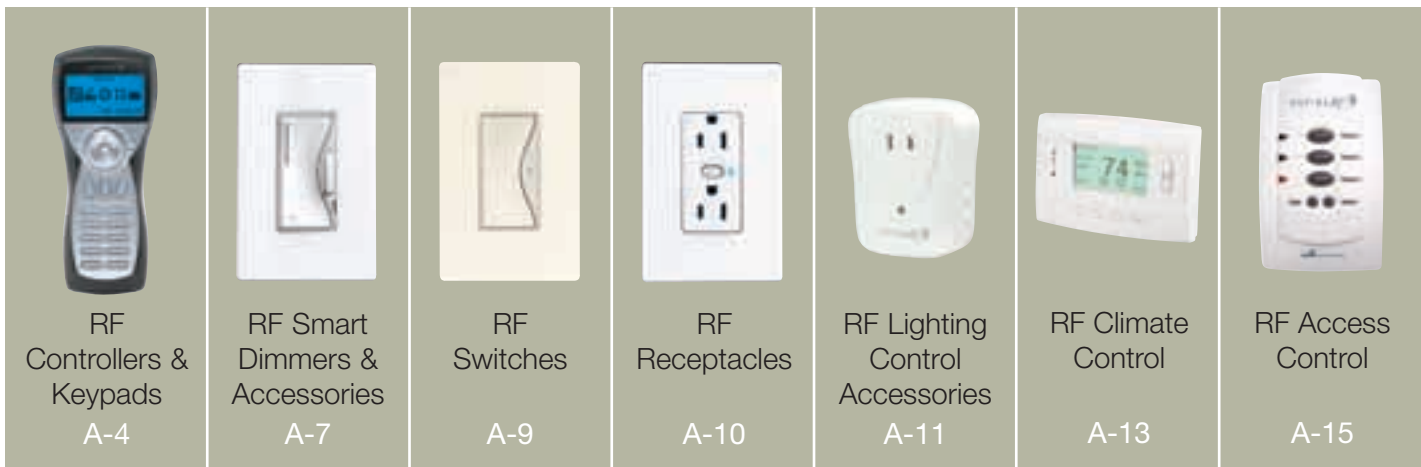 74
RF
Controllers &
Keypads
A-4
RF Smart
Dimmers &
Accessories
A-7
RF
Switches
A-9
RF
Receptacles
A-10
RF Lighting
Control
Accessories
A-11
RF Climate
Control
A-13
RF Access
Control
A-15